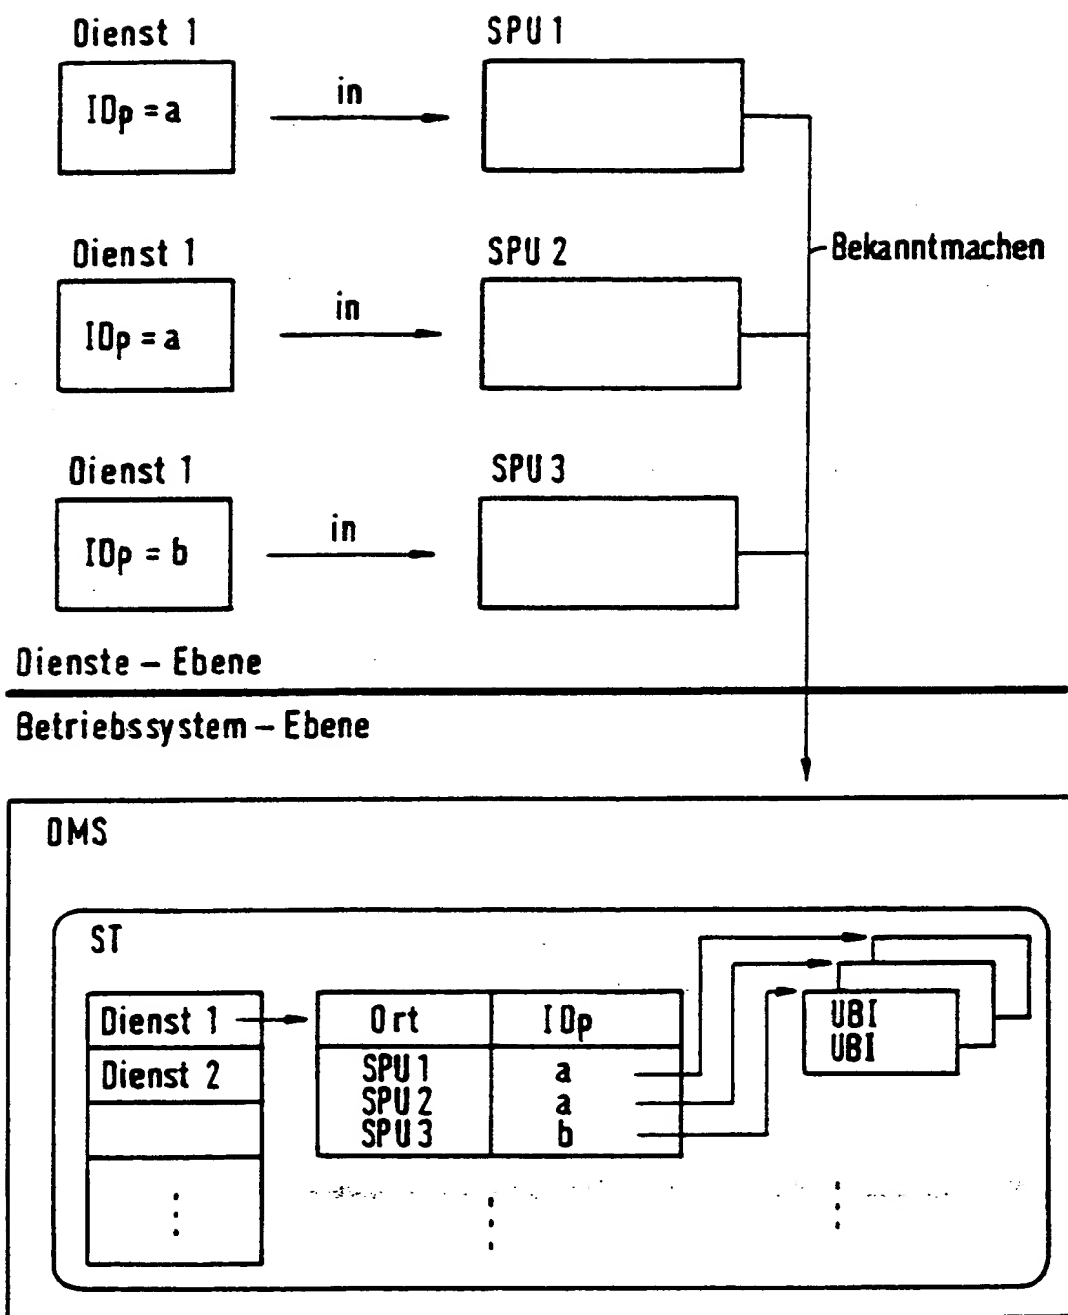 Dienst 1
SPU 1
IDp = a
in
Dienst 1
SPU 2
Bekanntmachen
IDp = a
in
Dienst 1
SPU 3
IDp = b
in
Dienste – Ebene
Betriebssystem – Ebene
DMS
ST
Dienst 1
Ort
IDp
UBI
UBI
Dienst 2
SPU 1
a
SPU 2
a
SPU 3
b